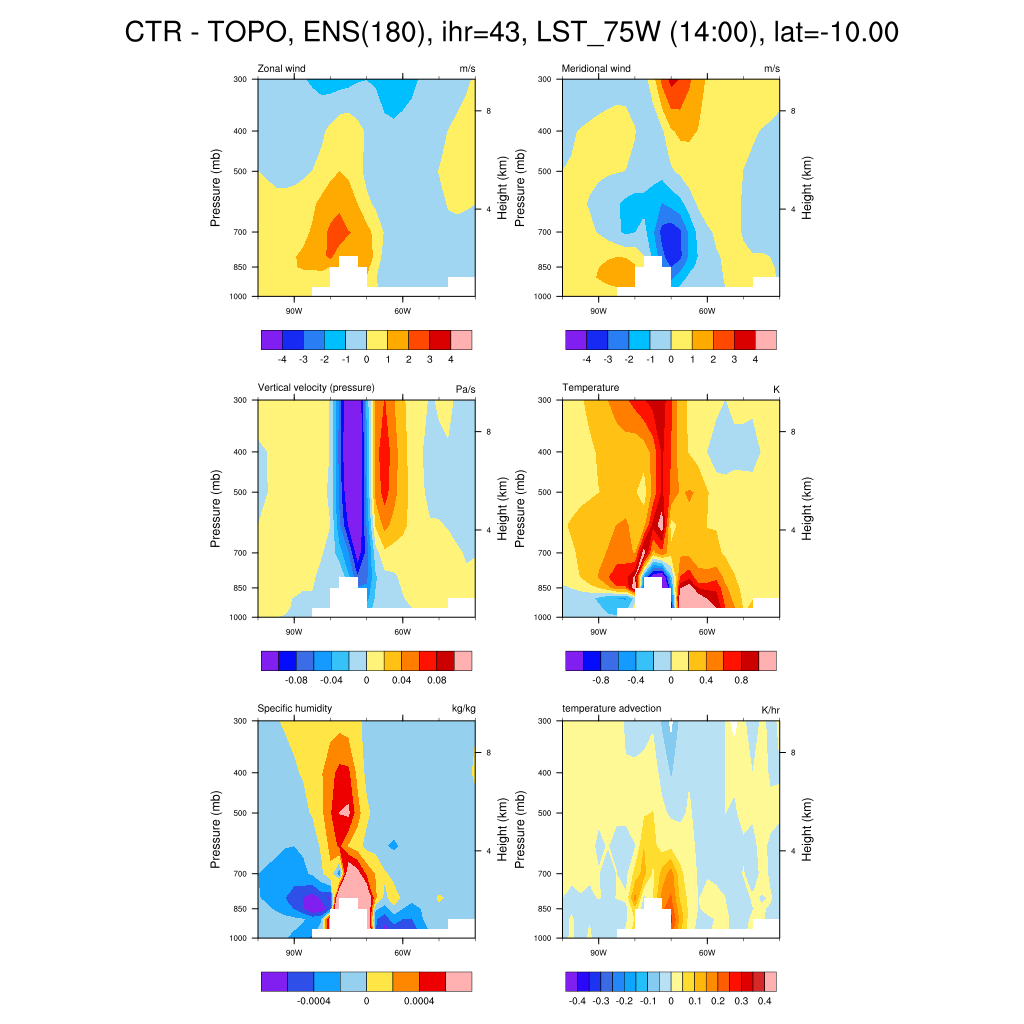 CTR - TOPO, ENS(180), ihr=43, LST_75W (14:00), lat=-10.00
Zonal wind m/s
300
400
500
700
850
1000
Pressure (mb)
8
4
Height (km)
90W 60W
-4 -3 -2 -1 0 1 2 3 4
Meridional wind m/s
300
400
500
700
850
1000
Pressure (mb)
8
4
Height (km)
90W 60W
-4 -3 -2 -1 0 1 2 3 4
Vertical velocity (pressure) Pa/s
300
400
500
700
850
1000
Pressure (mb)
8
4
Height (km)
90W 60W
-0.08 -0.04 0 0.04 0.08
Temperature K
300
400
500
700
850
1000
Pressure (mb)
8
4
Height (km)
90W 60W
-0.8 -0.4 0 0.4 0.8
Specific humidity kg/kg
300
400
500
700
850
1000
Pressure (mb)
8
4
Height (km)
90W 60W
-0.0004 0 0.0004
temperature advection K/hr
300
400
500
700
850
1000
Pressure (mb)
8
4
Height (km)
90W 60W
-0.4 -0.3 -0.2 -0.1 0 0.1 0.2 0.3 0.4